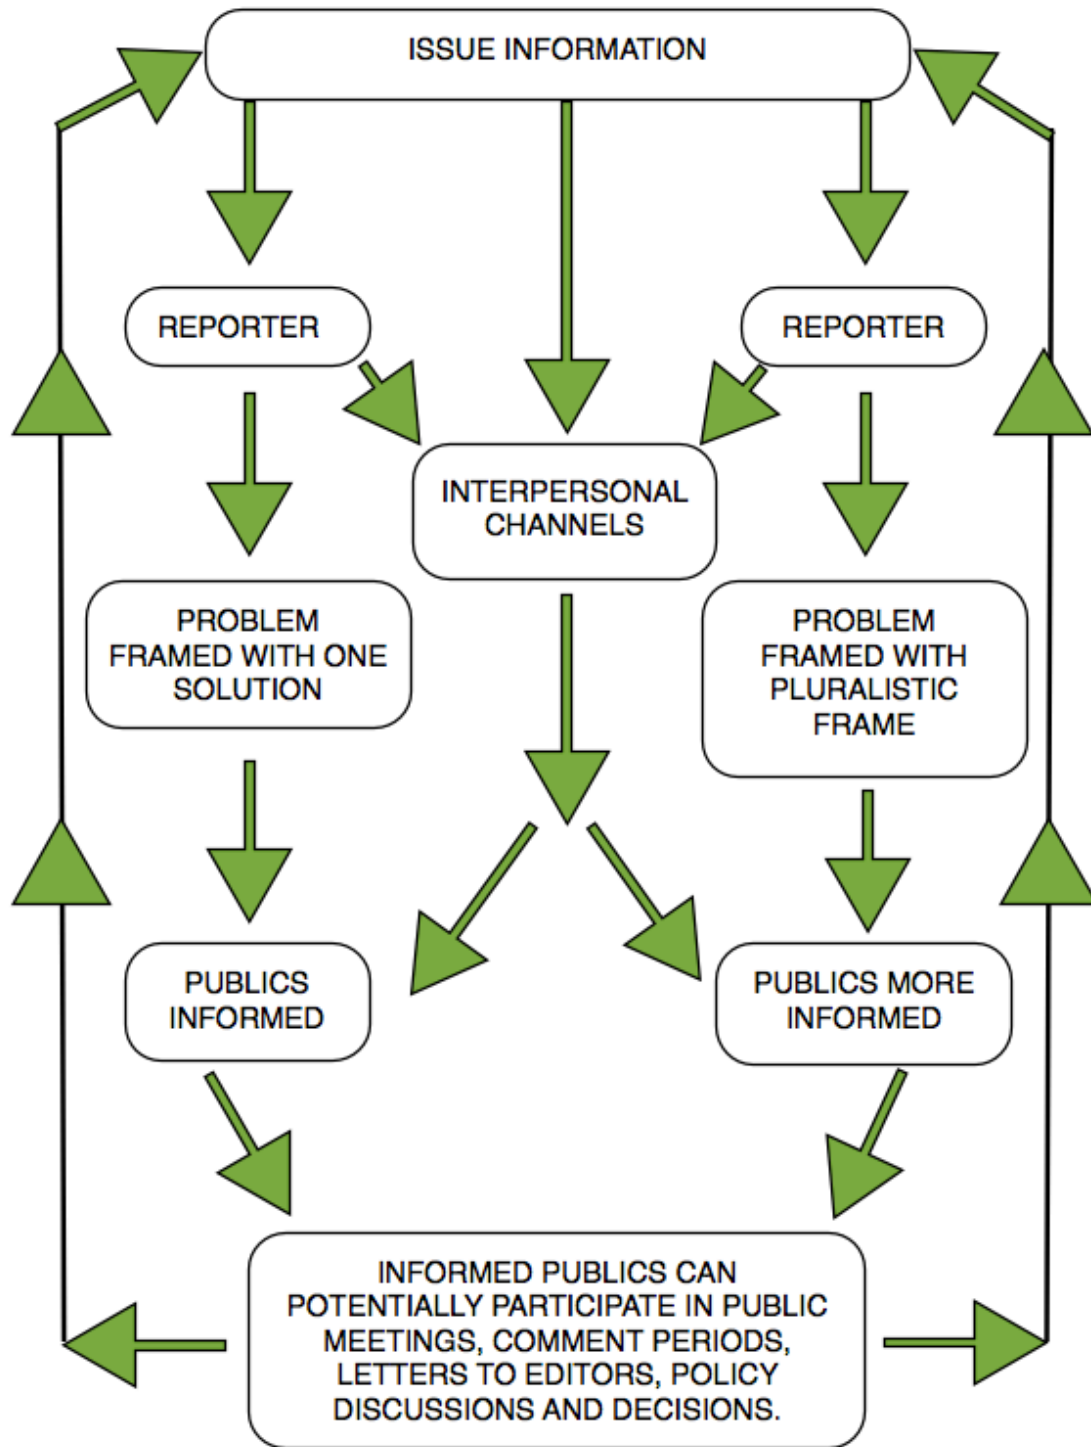 ISSUE INFORMATION
REPORTER
REPORTER
INTERPERSONAL
CHANNELS
PROBLEM
FRAMED WITH ONE
SOLUTION
PROBLEM
FRAMED WITH
PLURALISTIC
FRAME
PUBLICS
INFORMED
PUBLICS MORE
INFORMED
INFORMED PUBLICS CAN
POTENTIALLY PARTICIPATE IN PUBLIC
MEETINGS, COMMENT PERIODS,
LETTERS TO EDITORS, POLICY
DISCUSSIONS AND DECISIONS.